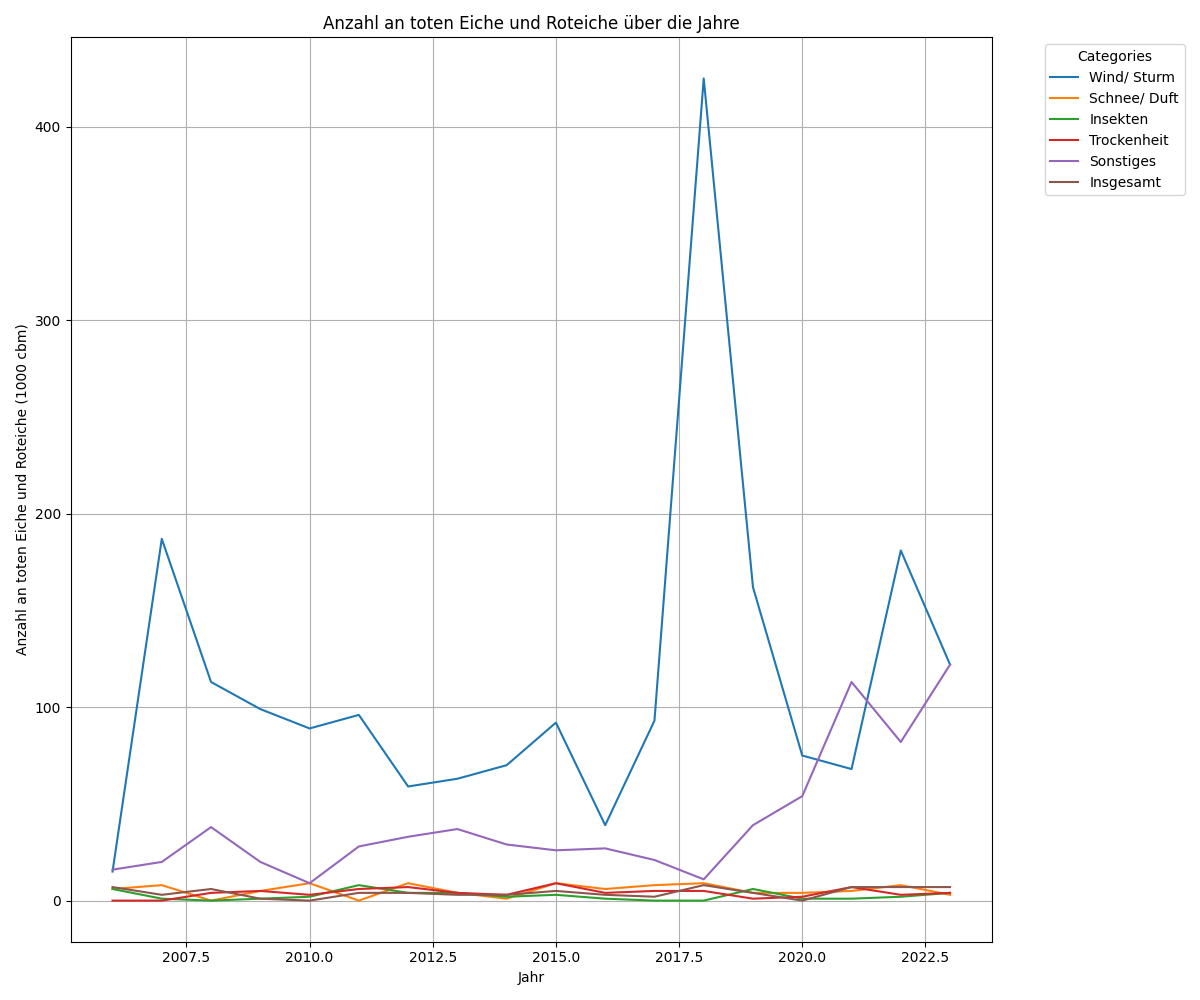 Anzahl an toten Eiche und Roteiche über die Jahre
Anzahl an toten Eiche und Roteiche (1000 cbm)
400
300
200
100
0
2007.5
2010.0
2012.5
2015.0
2017.5
2020.0
2022.5
Jahr
Categories
Wind/ Sturm
Schnee/ Duft
Insekten
Trockenheit
Sonstiges
Insgesamt